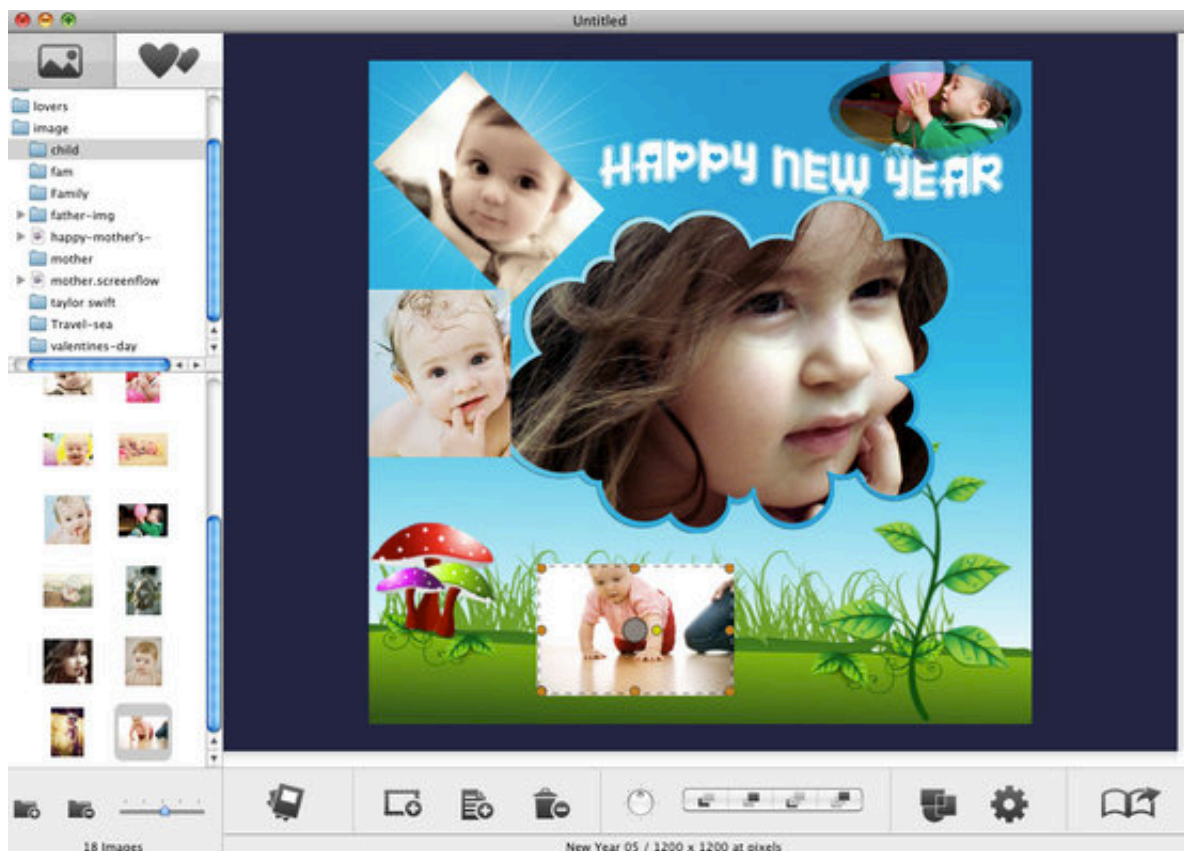 Untitled
lovers
image
child
fam
Family
father-img
happy-mother's-
mother
mother.screenflow
taylor swift
Travel-sea
valentines-day
HAPPY NEW YEAR
18 Images
New Year 05 / 1200 x 1200 at pixels